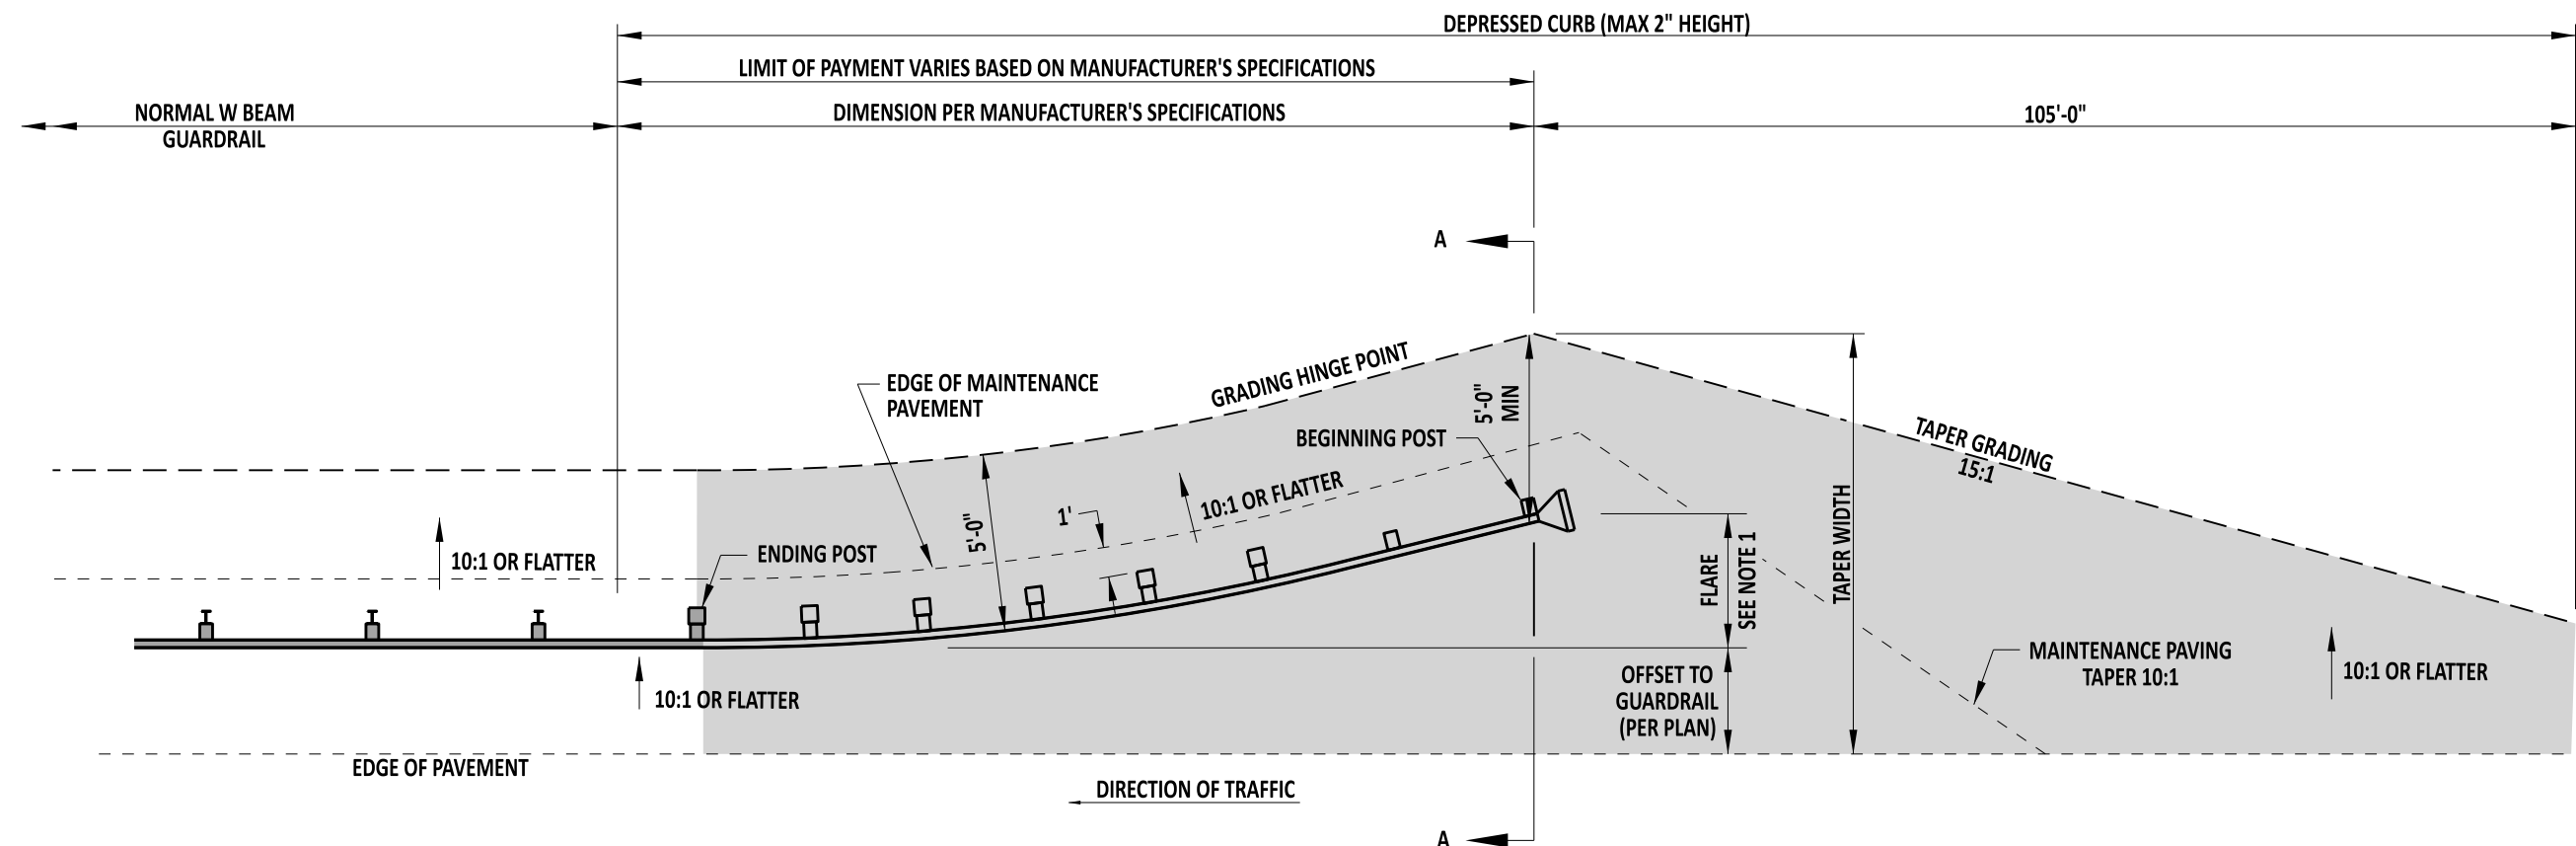 DEPRESSED CURB (MAX 2" HEIGHT)
LIMIT OF PAYMENT VARIES BASED ON MANUFACTURER'S SPECIFICATIONS
NORMAL W BEAM
GUARDRAIL
DIMENSION PER MANUFACTURER'S SPECIFICATIONS
105'-0"
A
GRADING HINGE POINT
EDGE OF MAINTENANCE
PAVEMENT
5'-0"
MIN
BEGINNING POST
TAPER GRADING
15:1
10:1 OR FLATTER
1'
5'-0"
TAPER WIDTH
ENDING POST
10:1 OR FLATTER
FLARE
SEE NOTE 1
MAINTENANCE PAVING
TAPER 10:1
10:1 OR FLATTER
10:1 OR FLATTER
OFFSET TO
GUARDRAIL
(PER PLAN)
EDGE OF PAVEMENT
DIRECTION OF TRAFFIC
A